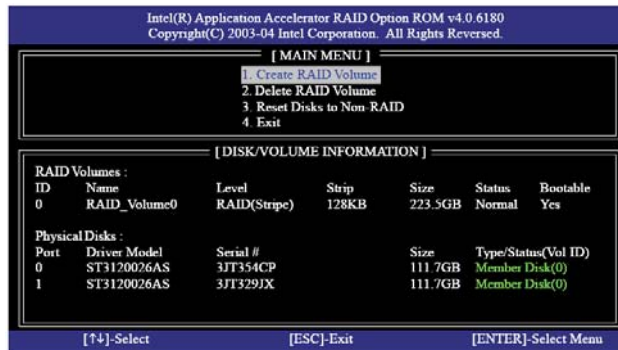 Intel(R) Application Accelerator RAID Option ROM v4.0.6180
Copyright(C) 2003-04 Intel Corporation. All Rights Reversed.
[ MAIN MENU ]
1. Create RAID Volume
2. Delete RAID Volume
3. Reset Disks to Non-RAID
4. Exit
[ DISK/VOLUME INFORMATION ]
RAID Volumes :
ID Name Level Strip Size Status Bootable
0 RAID_Volume0 RAID(Stripe) 128KB 223.5GB Normal Yes
Physical Disks :
Port Driver Model Serial # Size Type/Status(Vol ID)
0 ST3120026AS 3JT354CP 111.7GB Member Disk(0)
1 ST3120026AS 3JT329JX 111.7GB Member Disk(0)
[↑↓]-Select [ESC]-Exit [ENTER]-Select Menu